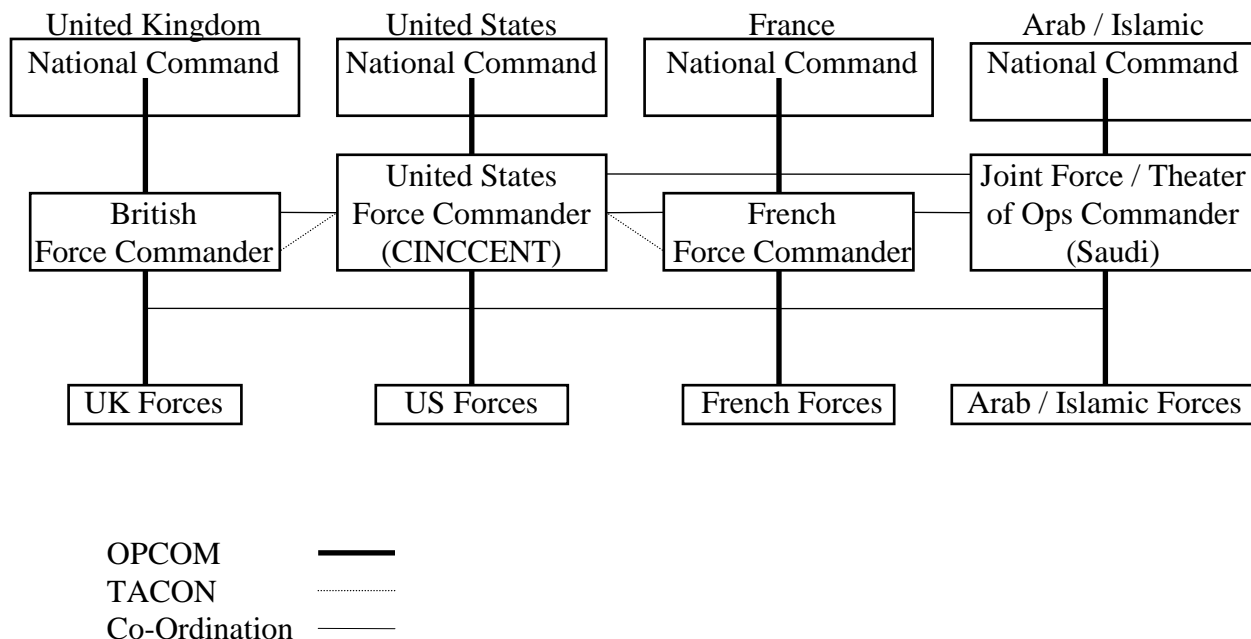 United Kingdom
National Command
United States
National Command
France
National Command
Arab / Islamic
National Command
British
Force Commander
United States
Force Commander
(CINCCENT)
French
Force Commander
Joint Force / Theater
of Ops Commander
(Saudi)
UK Forces
US Forces
French Forces
Arab / Islamic Forces
OPCOM
TACON
Co-Ordination